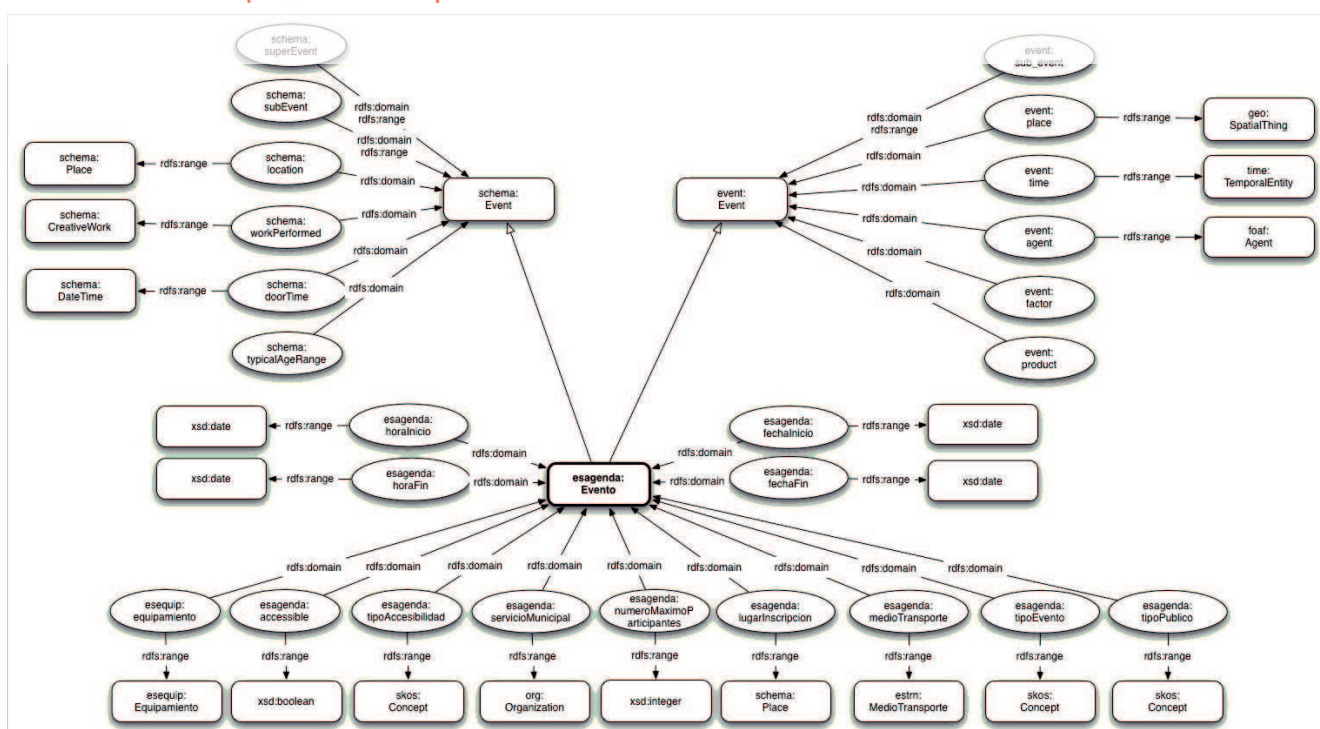 schema:
superEvent
event:
sub_event
schema:
subEvent
rdfs:domain
rdfs:range
rdfs:domain
rdfs:range
event:
place
rdfs:range
geo:
SpatialThing
rdfs:domain
rdfs:range
schema:
Place
rdfs:range
schema:
location
rdfs:domain
schema:
Event
event:
Event
rdfs:domain
event:
time
rdfs:range
time:
TemporalEntity
schema:
CreativeWork
rdfs:range
schema:
workPerformed
rdfs:domain
rdfs:domain
event:
agent
rdfs:range
foaf:
Agent
rdfs:domain
rdfs:domain
schema:
DateTime
rdfs:range
schema:
doorTime
rdfs:domain
rdfs:domain
event:
factor
rdfs:domain
schema:
typicalAgeRange
event:
product
xsd:date
rdfs:range
esagenda:
horaInicio
rdfs:domain
esagenda:
fechaInicio
rdfs:range
xsd:date
rdfs:domain
xsd:date
rdfs:range
esagenda:
horaFin
rdfs:domain
esagenda:
Evento
rdfs:domain
esagenda:
fechaFin
rdfs:range
xsd:date
rdfs:domain
rdfs:domain
rdfs:domain
rdfs:domain
rdfs:domain
rdfs:domain
rdfs:domain
rdfs:domain
rdfs:domain
esequip:
equipamiento
esagenda:
accessible
esagenda:
tipoAccesibilidad
esagenda:
servicioMunicipal
esagenda:
numeroMaximoP
articipantes
esagenda:
lugarInscripcion
esagenda:
medioTransporte
esagenda:
tipoEvento
esagenda:
tipoPublico
rdfs:range
rdfs:range
rdfs:range
rdfs:range
rdfs:range
rdfs:range
rdfs:range
rdfs:range
rdfs:range
esequip:
Equipamiento
xsd:boolean
skos:
Concept
org:
Organization
xsd:integer
schema:
Place
estrn:
MedioTransporte
skos:
Concept
skos:
Concept